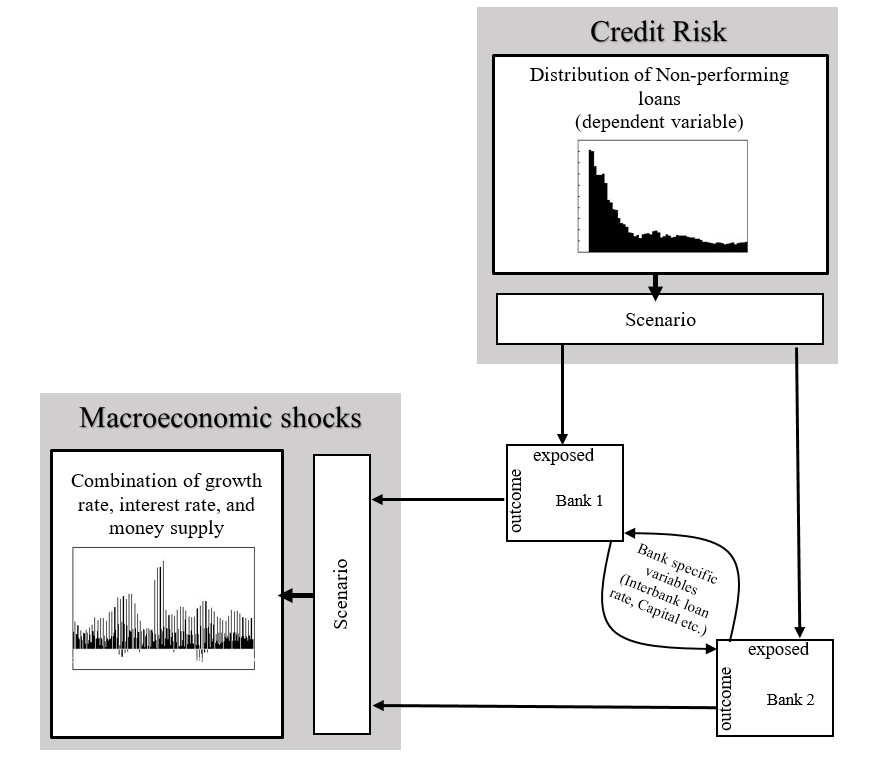 Credit Risk
Distribution of Non-performing
loans
(dependent variable)
Scenario
Macroeconomic shocks
Combination of growth
rate, interest rate, and
money supply
Scenario
exposed
outcome
Bank 1
Bank specific
variables
(Interbank loan
rate, Capital etc.)
exposed
outcome
Bank 2